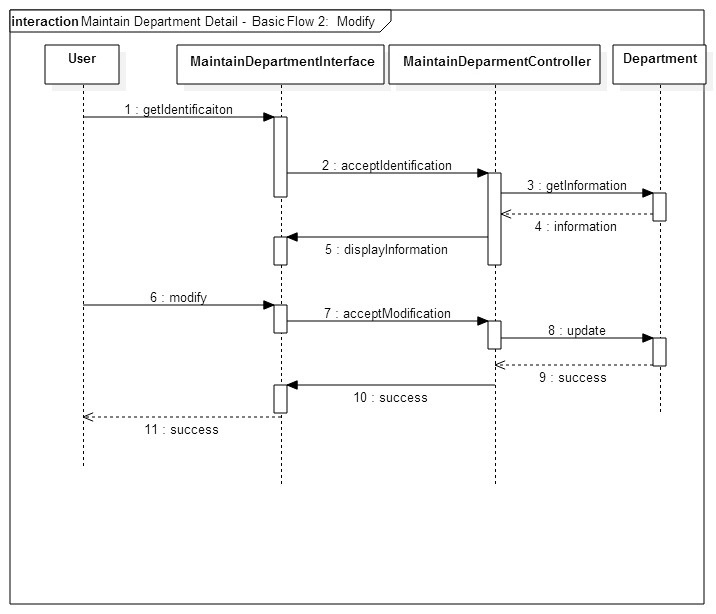 interaction Maintain Department Detail - Basic Flow 2: Modify
User
MaintainDepartmentInterface
MaintainDeparmentController
Department
1 : getIdentificaiton
2 : acceptIdentification
3 : getInformation
4 : information
5 : displayInformation
6 : modify
7 : acceptModification
8 : update
9 : success
10 : success
11 : success